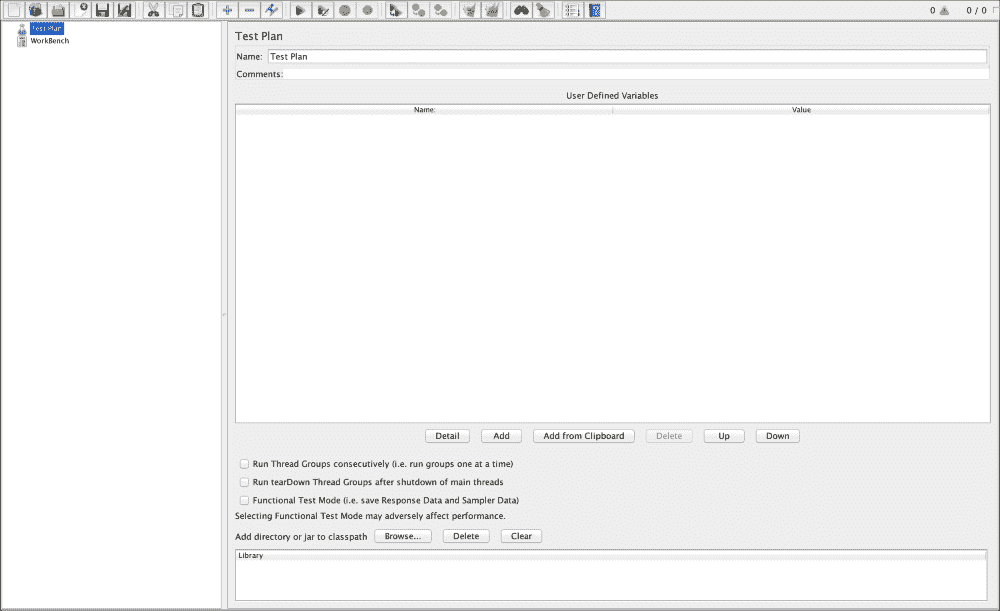 0 0 / 0
Test Plan
WorkBench
Test Plan
Name: Test Plan
Comments:
User Defined Variables
Name: Value
Detail Add Add from Clipboard Delete Up Down
Run Thread Groups consecutively (i.e. run groups one at a time)
Run tearDown Thread Groups after shutdown of main threads
Functional Test Mode (i.e. save Response Data and Sampler Data)
Selecting Functional Test Mode may adversely affect performance.
Add directory or jar to classpath Browse... Delete Clear
Library